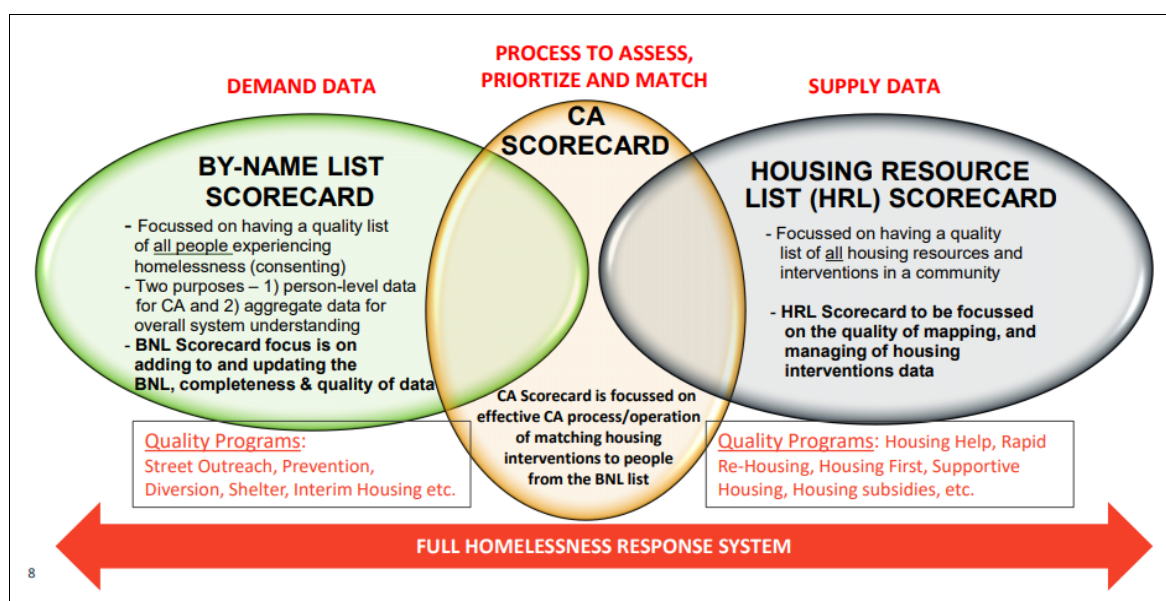 PROCESS TO ASSESS,
PRIORTIZE AND MATCH
DEMAND DATA
SUPPLY DATA
CA
SCORECARD
BY-NAME LIST
SCORECARD
- Focussed on having a quality list
of all people experiencing
homelessness (consenting)
- Two purposes – 1) person-level data
for CA and 2) aggregate data for
overall system understanding
- BNL Scorecard focus is on
adding to and updating the
BNL, completeness & quality of data
HOUSING RESOURCE
LIST (HRL) SCORECARD
- Focussed on having a quality
list of all housing resources and
interventions in a community
- HRL Scorecard to be focussed
on the quality of mapping, and
managing of housing
interventions data
CA Scorecard is focussed on
effective CA process/operation
of matching housing
interventions to people
from the BNL list
Quality Programs:
Street Outreach, Prevention,
Diversion, Shelter, Interim Housing etc.
Quality Programs: Housing Help, Rapid
Re-Housing, Housing First, Supportive
Housing, Housing subsidies, etc.
FULL HOMELESSNESS RESPONSE SYSTEM
8